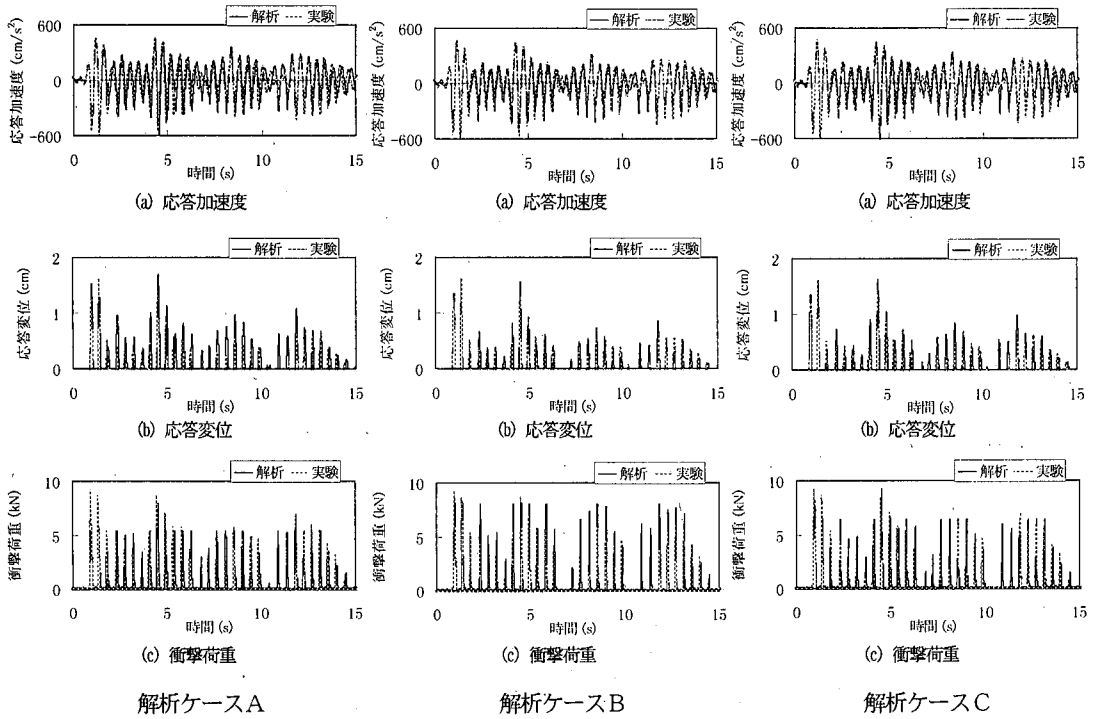 解析 実験
応答加速度 (cm/s²)
600
0
-600
0 5 10 15
時間 (s)
(a) 応答加速度
解析 実験
応答変位 (cm)
2
1
0
0 5 10 15
時間 (s)
(b) 応答変位
解析 実験
衝撃荷重 (kN)
10
5
0
0 5 10 15
時間 (s)
(c) 衝撃荷重
解析ケースA
解析 実験
応答加速度 (cm/s²)
600
0
-600
0 5 10 15
時間 (s)
(a) 応答加速度
解析 実験
応答変位 (cm)
2
1
0
0 5 10 15
時間 (s)
(b) 応答変位
解析 実験
衝撃荷重 (kN)
10
5
0
0 5 10 15
時間 (s)
(c) 衝撃荷重
解析ケースB
解析 実験
応答加速度 (cm/s²)
600
0
-600
0 5 10 15
時間 (s)
(a) 応答加速度
解析 実験
応答変位 (cm)
2
1
0
0 5 10 15
時間 (s)
(b) 応答変位
解析 実験
衝撃荷重 (kN)
10
5
0
0 5 10 15
時間 (s)
(c) 衝撃荷重
解析ケースC